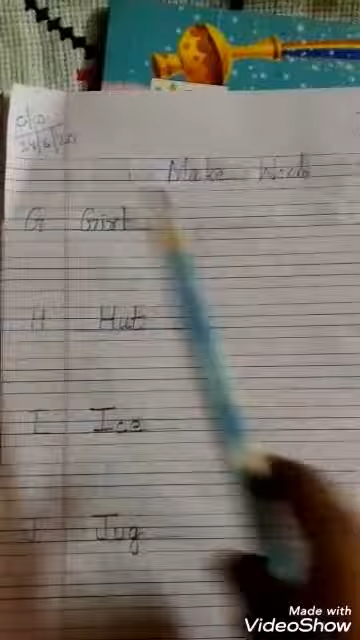 Make Words
G Girl
H Hut
I Ice
J Jug
Made with
VideoShow